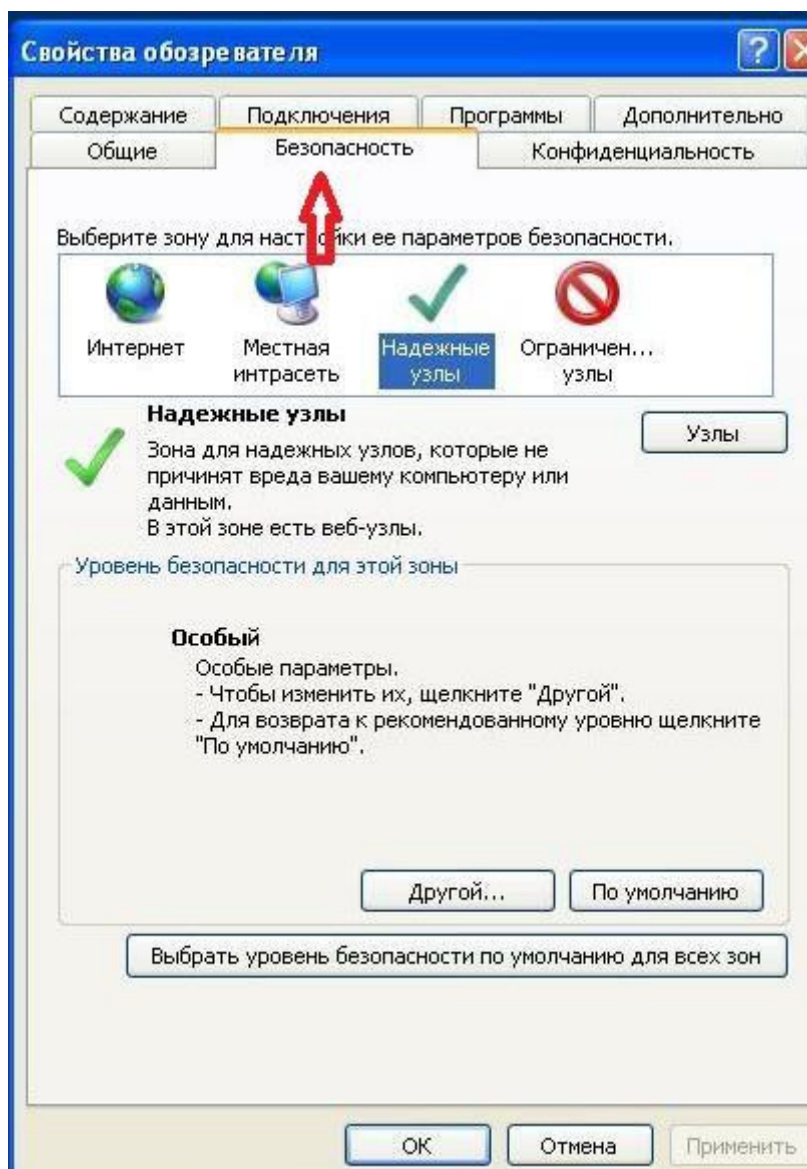 Свойства обозревателя
Содержание Подключения Программы Дополнительно
Общие Безопасность Конфиденциальность
Выберите зону для настройки ее параметров безопасности.
Интернет Местная интрасеть Надежные узлы Ограничен... узлы
Надежные узлы
Узлы
Зона для надежных узлов, которые не
причинят вреда вашему компьютеру или
данным.
В этой зоне есть веб-узлы.
Уровень безопасности для этой зоны
Особый
Особые параметры.
- Чтобы изменить их, щелкните "Другой".
- Для возврата к рекомендованному уровню щелкните
"По умолчанию".
Другой... По умолчанию
Выбрать уровень безопасности по умолчанию для всех зон
OK Отмена Применить